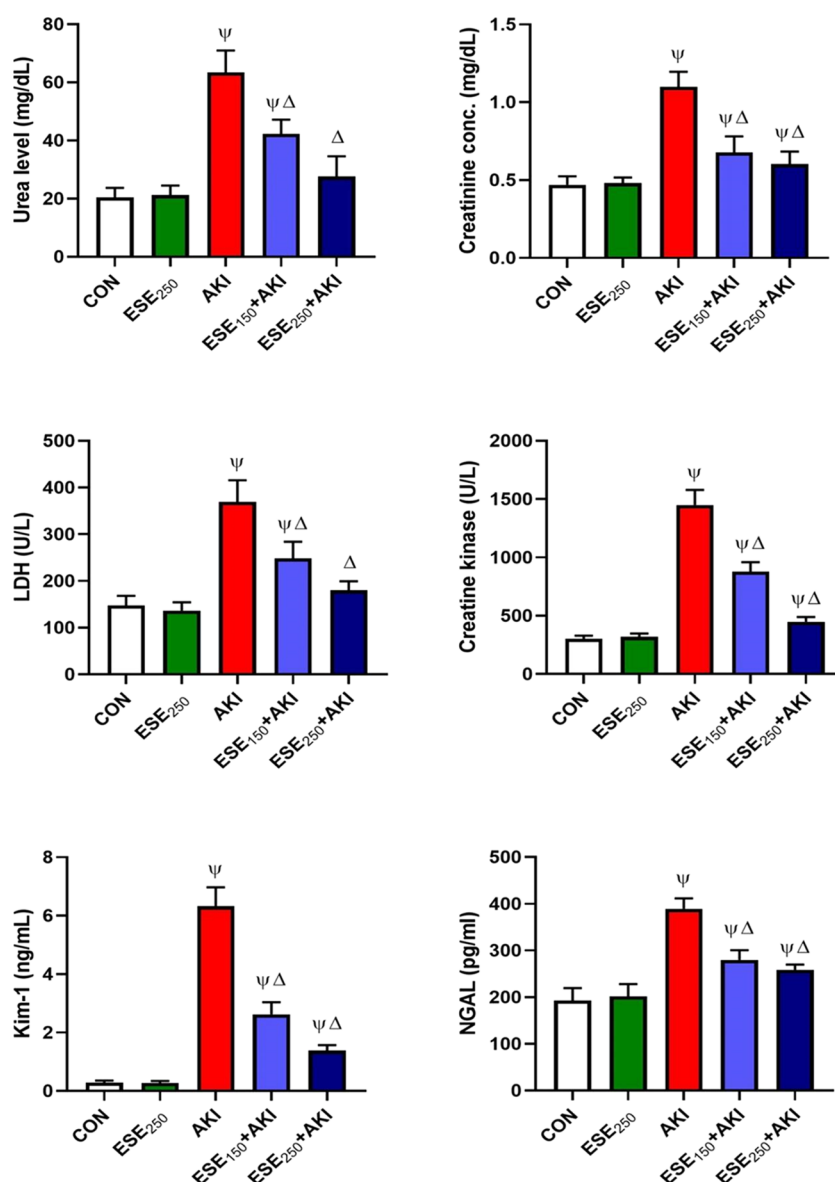 Urea level (mg/dL)
80
60
40
20
0
ψ
ψ Δ
Δ
CON
ESE250
AKI
ESE150+AKI
ESE250+AKI
Creatinine conc. (mg/dL)
1.5
1.0
0.5
0.0
ψ
ψ Δ
ψ Δ
CON
ESE250
AKI
ESE150+AKI
ESE250+AKI
LDH (U/L)
500
400
300
200
100
0
ψ
ψ Δ
Δ
CON
ESE250
AKI
ESE150+AKI
ESE250+AKI
Creatine kinase (U/L)
2000
1500
1000
500
0
ψ
ψ Δ
ψ Δ
CON
ESE250
AKI
ESE150+AKI
ESE250+AKI
Kim-1 (ng/mL)
8
6
4
2
0
ψ
ψ Δ
ψ Δ
CON
ESE250
AKI
ESE150+AKI
ESE250+AKI
NGAL (pg/ml)
500
400
300
200
100
0
ψ
ψ Δ
ψ Δ
CON
ESE250
AKI
ESE150+AKI
ESE250+AKI